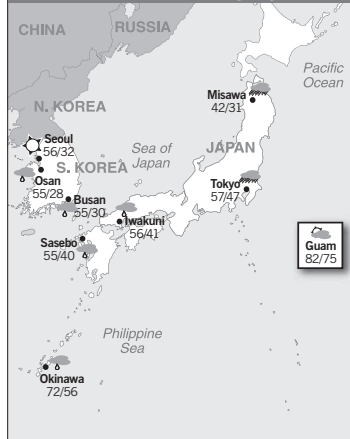 CHINA
RUSSIA
Pacific
Ocean
N. KOREA
Misawa
42/31
Seoul
56/32
Sea of
Japan
JAPAN
S. KOREA
Osan
55/28
Tokyo
57/47
Busan
55/30
Iwakuni
56/41
Sasebo
55/40
Guam
82/75
Philippine
Sea
Okinawa
72/56